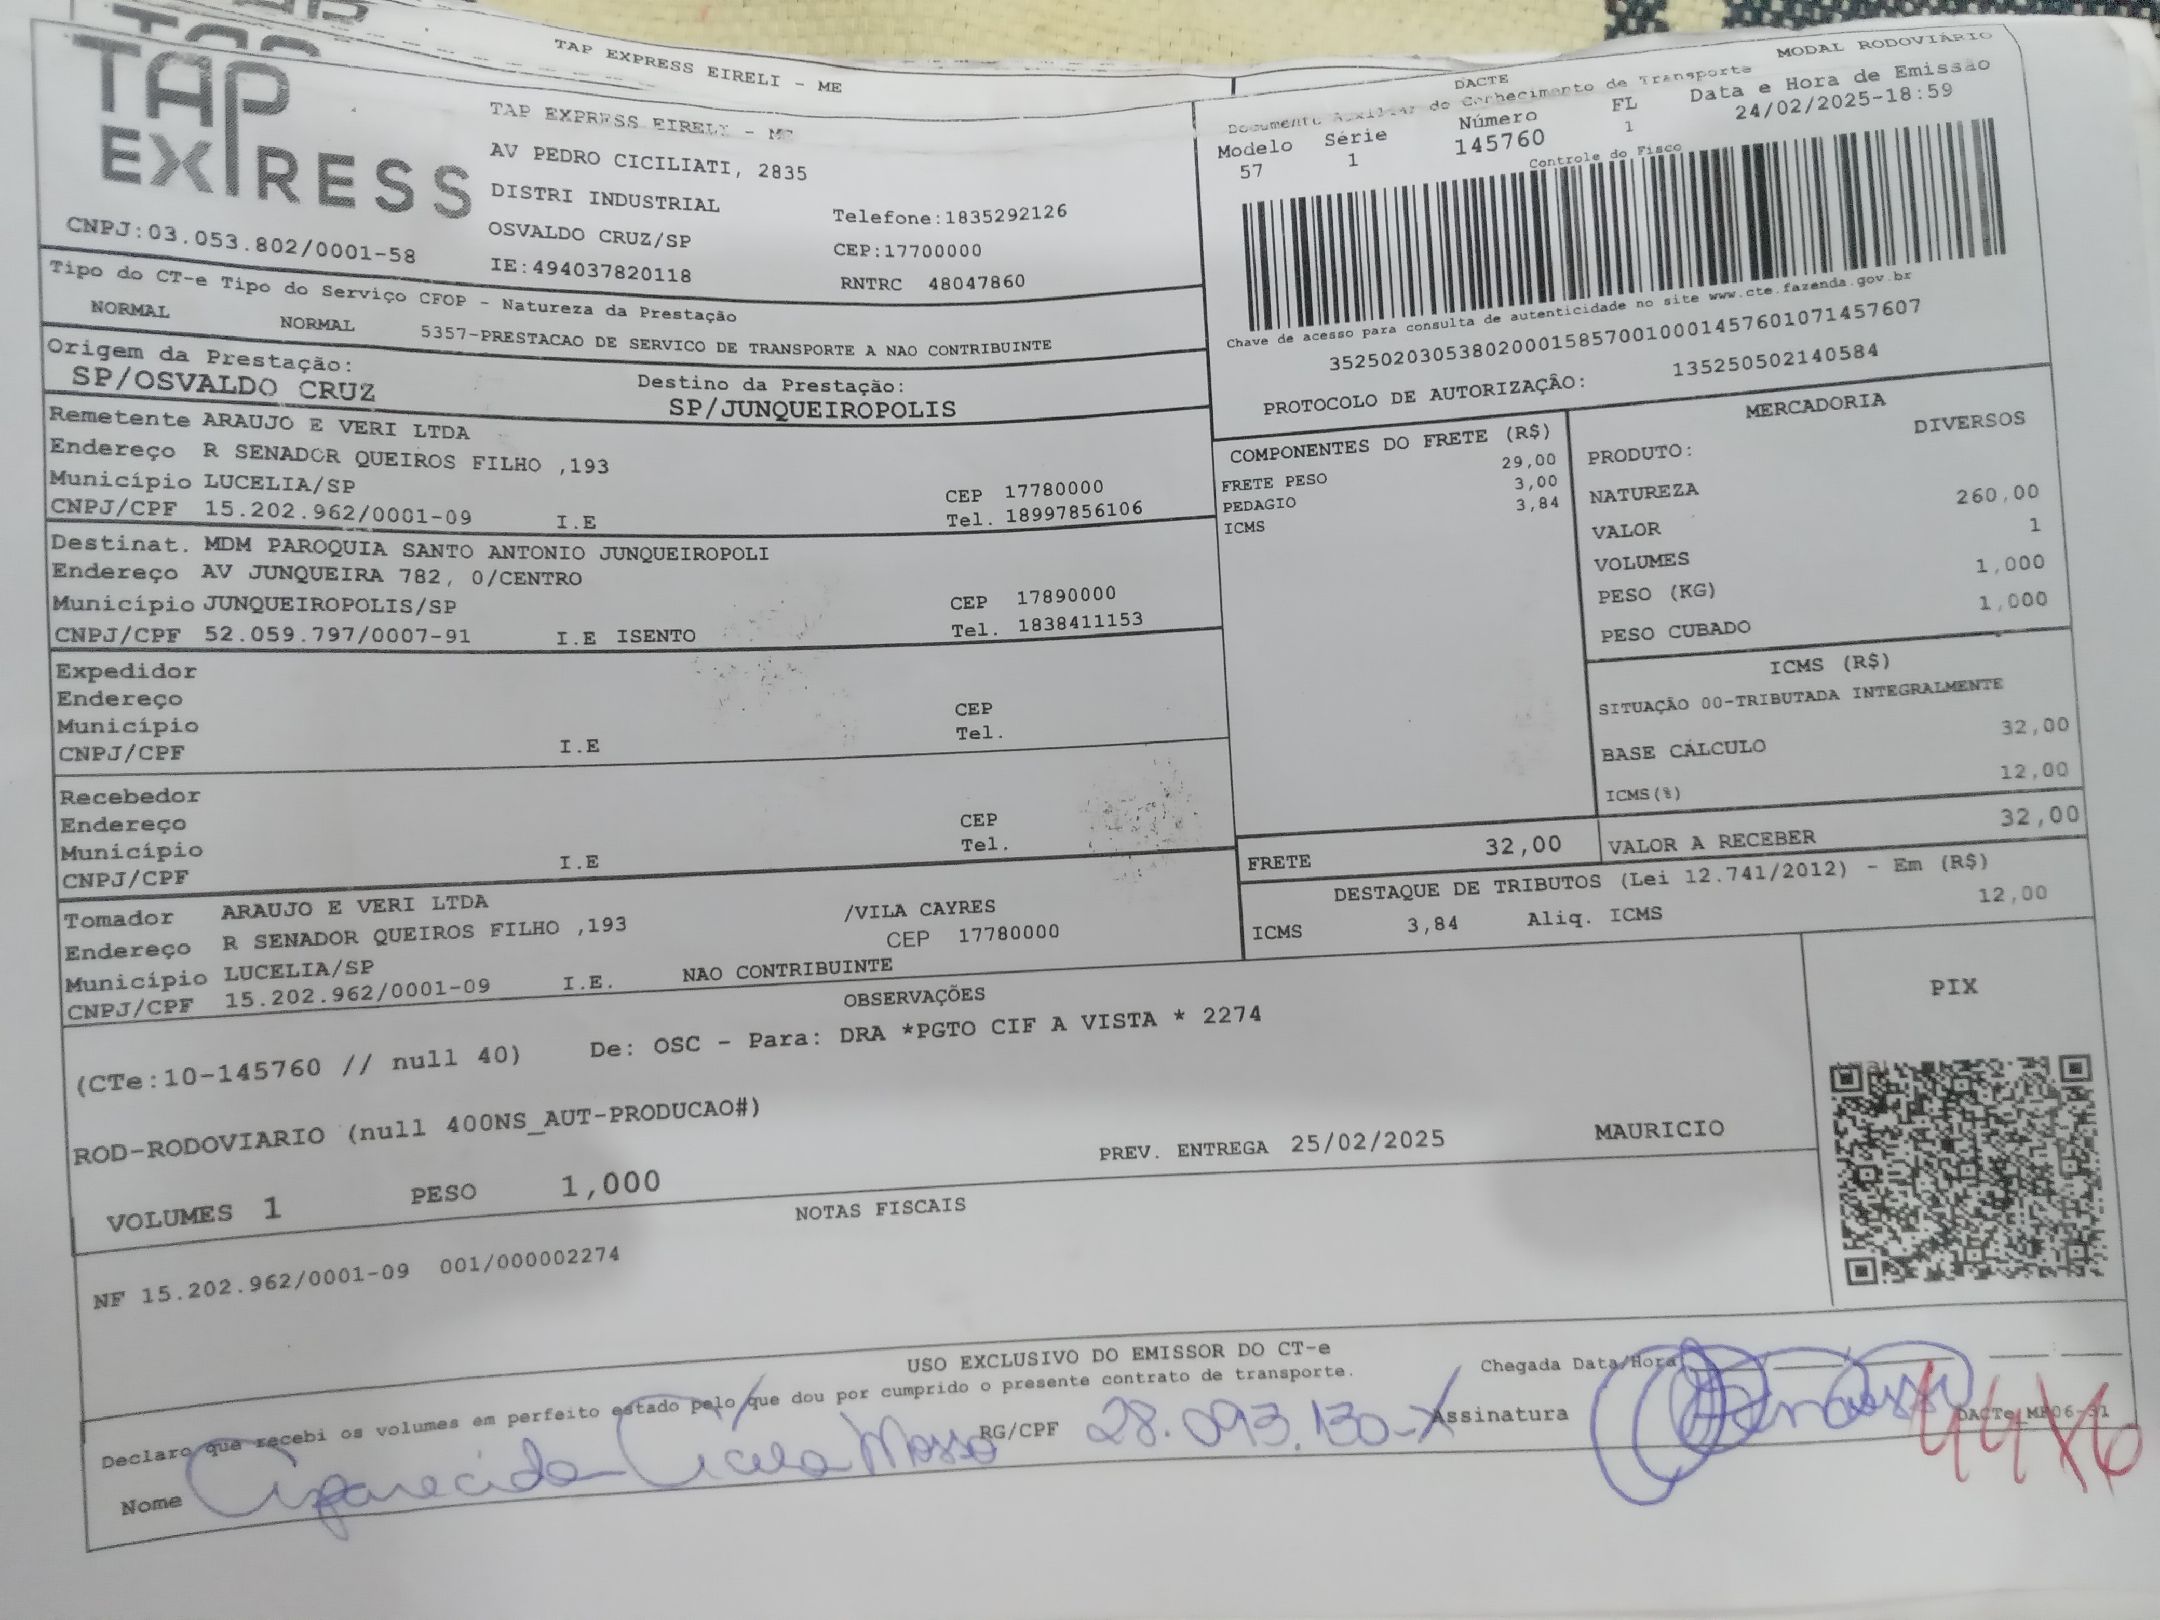 TAP EXPRESS EIRELI - ME
TAP EXPRESS
CNPJ:03.053.802/0001-58
TAP EXPRESS EIRELI - ME
AV PEDRO CICILIATI, 2835
DISTRI INDUSTRIAL
OSVALDO CRUZ/SP
IE:494037820118
Telefone:1835292126
CEP:17700000
RNTRC 48047860
DACTE
MODAL RODOVIÁRIO
Documento Auxiliar do Conhecimento de Transporte
Modelo Série Número FL Data e Hora de Emissão
57 1 145760 1 24/02/2025-18:59
Controle do Fisco
Chave de acesso para consulta de autenticidade no site www.cte.fazenda.gov.br
35250203053802000158570010001457601071457607
PROTOCOLO DE AUTORIZAÇÃO: 135250502140584
Tipo do CT-e Tipo do Serviço CFOP - Natureza da Prestação
NORMAL NORMAL 5357-PRESTACAO DE SERVICO DE TRANSPORTE A NAO CONTRIBUINTE
Origem da Prestação: Destino da Prestação:
SP/OSVALDO CRUZ SP/JUNQUEIROPOLIS
Remetente ARAUJO E VERI LTDA
Endereço R SENADOR QUEIROS FILHO ,193
Município LUCELIA/SP CEP 17780000
CNPJ/CPF 15.202.962/0001-09 I.E Tel. 18997856106
Destinat. MDM PAROQUIA SANTO ANTONIO JUNQUEIROPOLI
Endereço AV JUNQUEIRA 782, 0/CENTRO
Município JUNQUEIROPOLIS/SP CEP 17890000
CNPJ/CPF 52.059.797/0007-91 I.E ISENTO Tel. 1838411153
Expedidor
Endereço
Município CEP
CNPJ/CPF I.E Tel.
Recebedor
Endereço
Município CEP
CNPJ/CPF I.E Tel.
Tomador ARAUJO E VERI LTDA
Endereço R SENADOR QUEIROS FILHO ,193 /VILA CAYRES
Município LUCELIA/SP CEP 17780000
CNPJ/CPF 15.202.962/0001-09 I.E. NAO CONTRIBUINTE
COMPONENTES DO FRETE (R$)
FRETE PESO 29,00
PEDAGIO 3,00
ICMS 3,84
MERCADORIA
PRODUTO: DIVERSOS
NATUREZA
VALOR 260,00
VOLUMES 1
PESO (KG) 1,000
PESO CUBADO 1,000
ICMS (R$)
SITUAÇÃO 00-TRIBUTADA INTEGRALMENTE
BASE CÁLCULO 32,00
ICMS(%) 12,00
FRETE 32,00 VALOR A RECEBER 32,00
DESTAQUE DE TRIBUTOS (Lei 12.741/2012) - Em (R$)
ICMS 3,84 Aliq. ICMS 12,00
OBSERVAÇÕES
(CTe:10-145760 // null 40) De: OSC - Para: DRA *PGTO CIF A VISTA * 2274
ROD-RODOVIARIO (null 400NS_AUT-PRODUCAO#)
PREV. ENTREGA 25/02/2025 MAURICIO
VOLUMES 1 PESO 1,000
PIX
NOTAS FISCAIS
NF 15.202.962/0001-09 001/000002274
USO EXCLUSIVO DO EMISSOR DO CT-e
Declaro que recebi os volumes em perfeito estado pelo que dou por cumprido o presente contrato de transporte.
Chegada Data/Hora
Nome Aparecida RG/CPF 28.093.130-X Assinatura